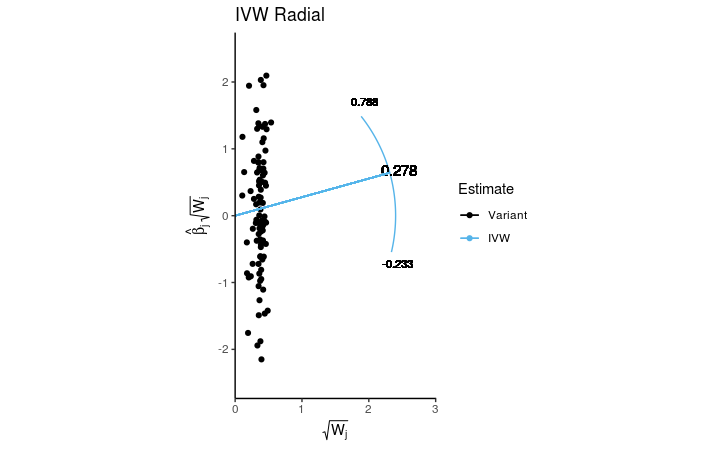 IVW Radial
2
1
0
-1
-2
β̂j√Wj
0.788
0.278
-0.233
0
1
2
3
√Wj
Estimate
Variant
IVW